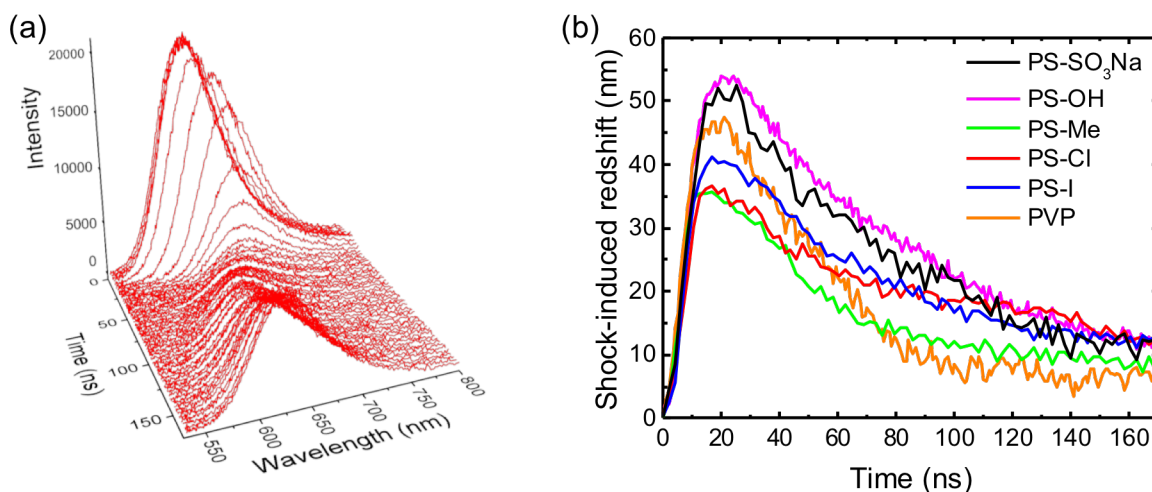 (a)
20000
15000
10000
5000
0
0
50
100
150
Intensity
Time (ns)
550
600
650
700
750
800
Wavelength (nm)
(b)
60
50
40
30
20
10
0
Shock-induced redshift (nm)
PS-SO₃Na
PS-OH
PS-Me
PS-Cl
PS-I
PVP
0 20 40 60 80 100 120 140 160
Time (ns)